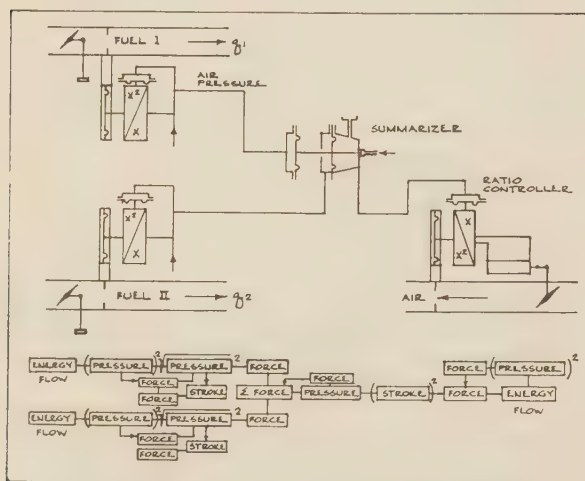 FUEL I
q1
AIR
PRESSURE
X²
X
SUMMARIZER
RATIO
CONTROLLER
X²
X
X
X²
FUEL II
q2
AIR
ENERGY
FLOW
(PRESSURE)²
(PRESSURE)²
FORCE
FORCE
FORCE
STROKE
Σ FORCE
FORCE
PRESSURE
(STROKE)²
FORCE
FORCE
(PRESSURE)²
ENERGY
FLOW
ENERGY
FLOW
(PRESSURE)²
(PRESSURE)²
FORCE
FORCE
FORCE
STROKE